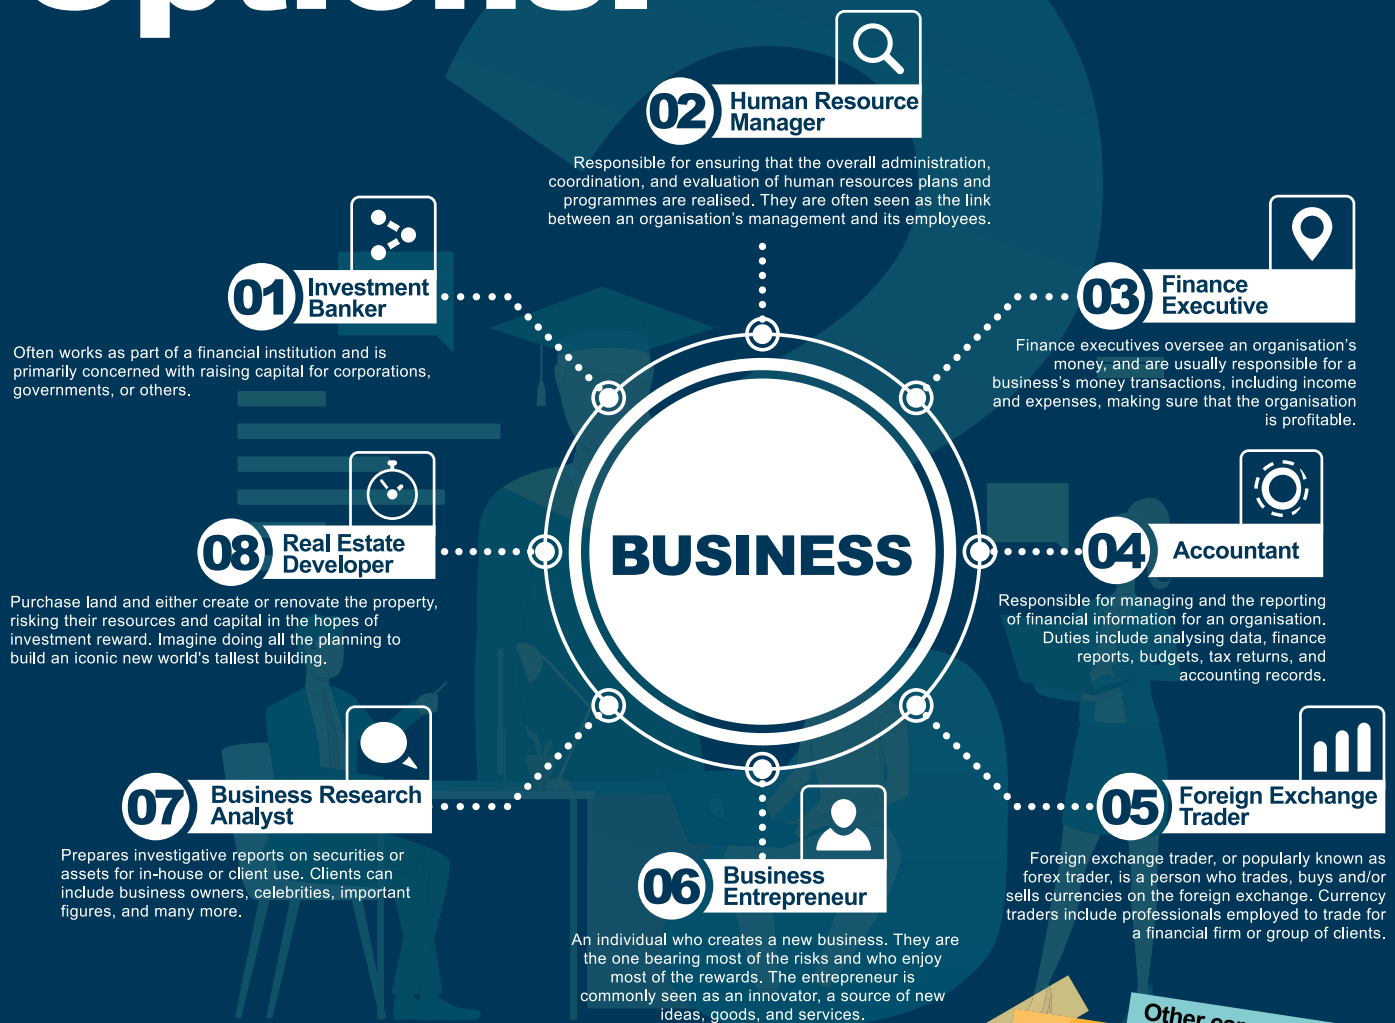 Options.
01
Investment
Banker
Often works as part of a financial institution and is
primarily concerned with raising capital for corporations,
governments, or others.
02
Human Resource
Manager
Responsible for ensuring that the overall administration,
coordination, and evaluation of human resources plans and
programmes are realised. They are often seen as the link
between an organisation’s management and its employees.
03
Finance
Executive
Finance executives oversee an organisation’s
money, and are usually responsible for a
business’s money transactions, including income
and expenses, making sure that the organisation
is profitable.
04
Accountant
Responsible for managing and the reporting
of financial information for an organisation.
Duties include analysing data, finance
reports, budgets, tax returns, and
accounting records.
05
Foreign Exchange
Trader
Foreign exchange trader, or popularly known as
forex trader, is a person who trades, buys and/or
sells currencies on the foreign exchange. Currency
traders include professionals employed to trade for
a financial firm or group of clients.
06
Business
Entrepreneur
An individual who creates a new business. They are
the one bearing most of the risks and who enjoy
most of the rewards. The entrepreneur is
commonly seen as an innovator, a source of new
ideas, goods, and services.
07
Business Research
Analyst
Prepares investigative reports on securities or
assets for in-house or client use. Clients can
include business owners, celebrities, important
figures, and many more.
08
Real Estate
Developer
Purchase land and either create or renovate the property,
risking their resources and capital in the hopes of
investment reward. Imagine doing all the planning to
build an iconic new world's tallest building.
BUSINESS
Other